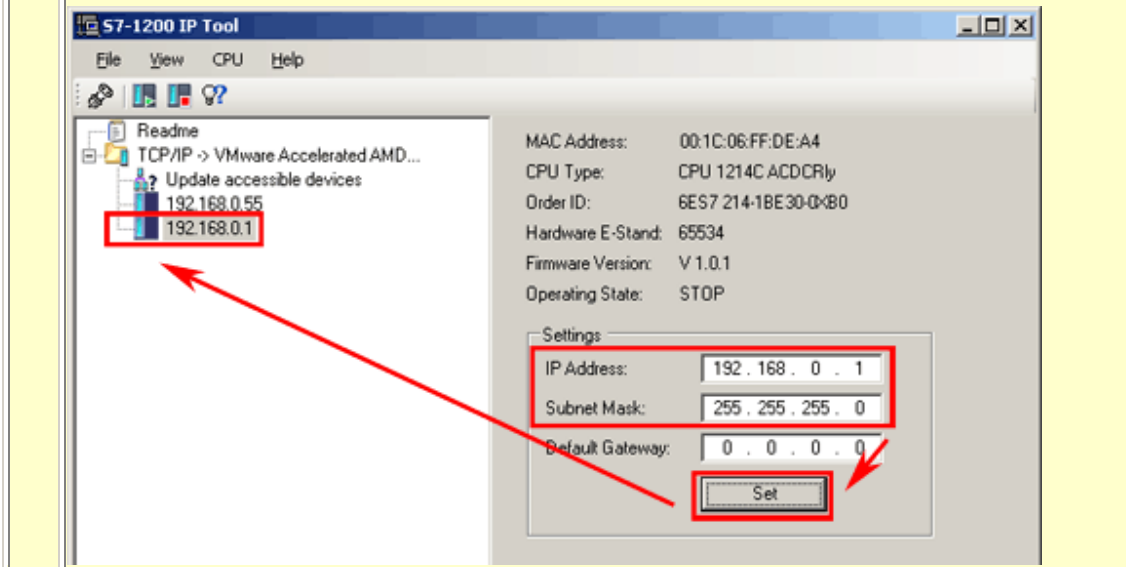 S7-1200 IP Tool
File View CPU Help
Readme
TCP/IP -> VMware Accelerated AMD...
Update accessible devices
192.168.0.55
192.168.0.1
MAC Address: 00:1C:06:FF:DE:A4
CPU Type: CPU 1214C ACDCRly
Order ID: 6ES7 214-1BE30-0XB0
Hardware E-Stand: 65534
Firmware Version: V 1.0.1
Operating State: STOP
Settings
IP Address: 192 . 168 . 0 . 1
Subnet Mask: 255 . 255 . 255 . 0
Default Gateway: 0 . 0 . 0 . 0
Set